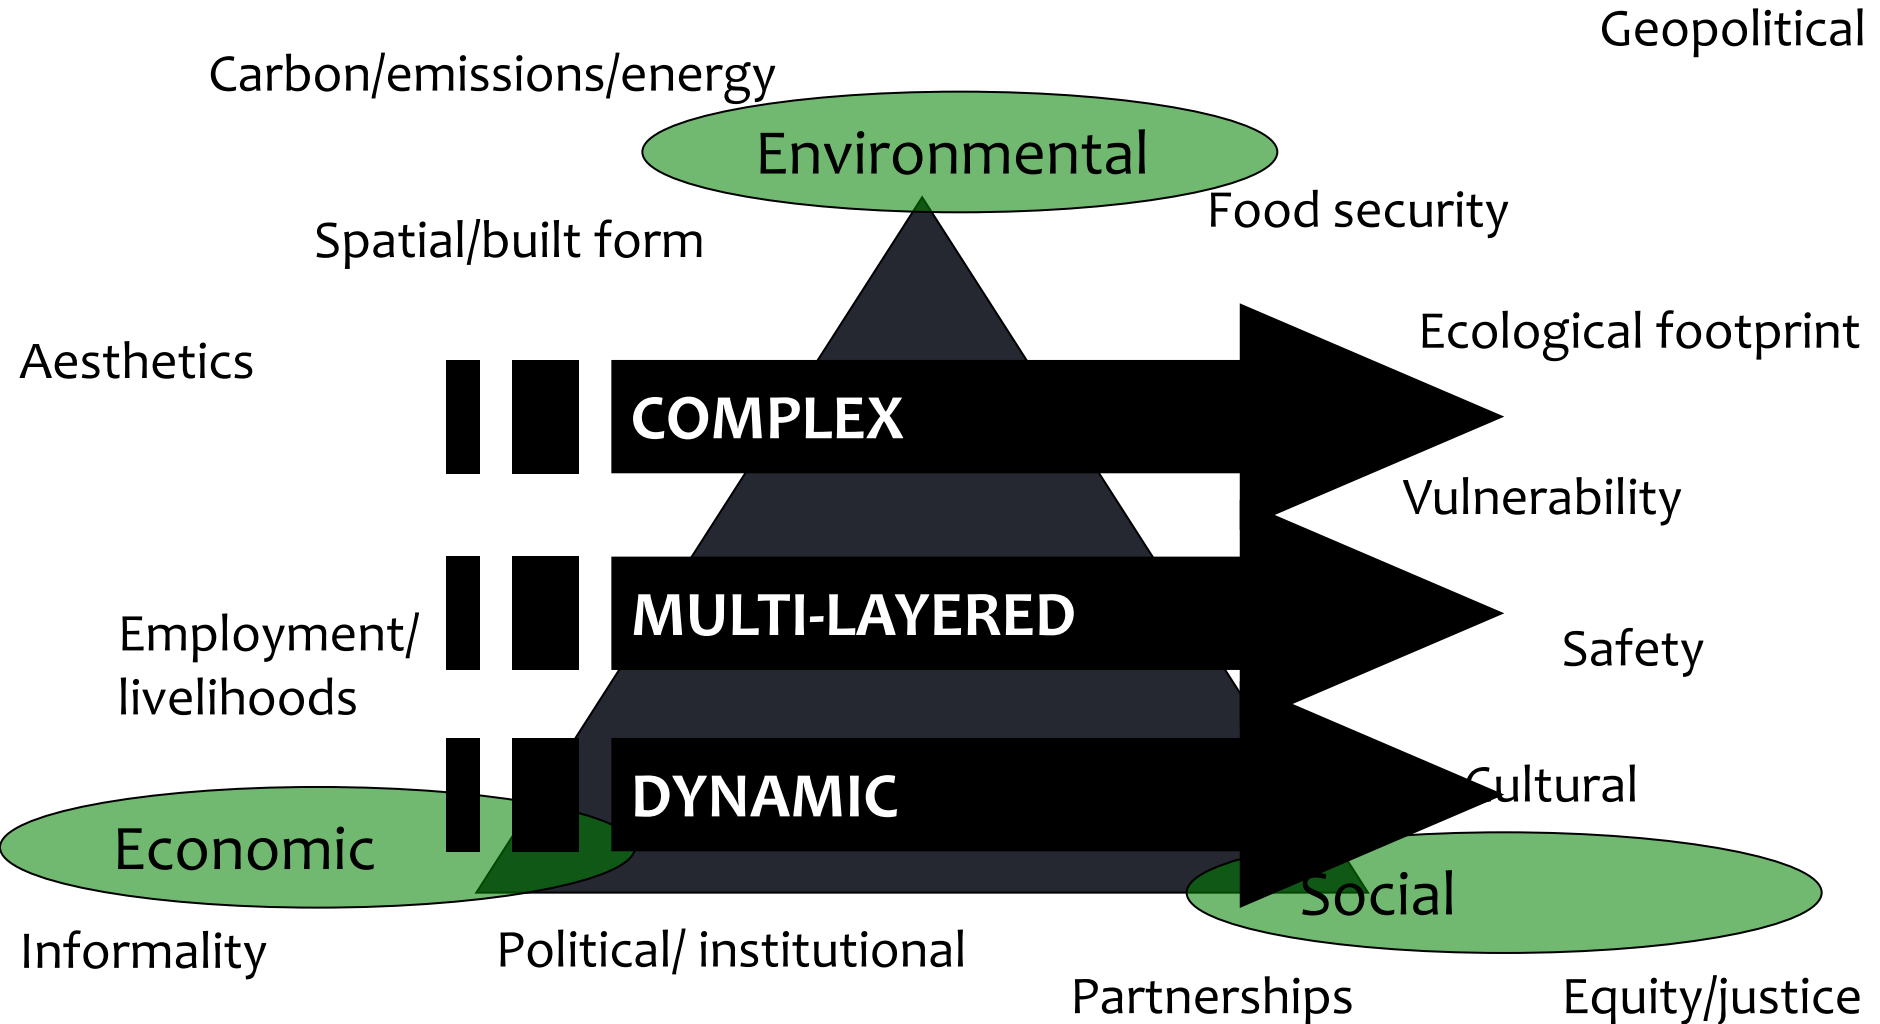 Geopolitical
Carbon/emissions/energy
Environmental
Food security
Spatial/built form
Ecological footprint
Aesthetics
COMPLEX
Vulnerability
MULTI-LAYERED
Employment/
livelihoods
Safety
Cultural
DYNAMIC
Economic
Social
Informality
Political/ institutional
Partnerships
Equity/justice